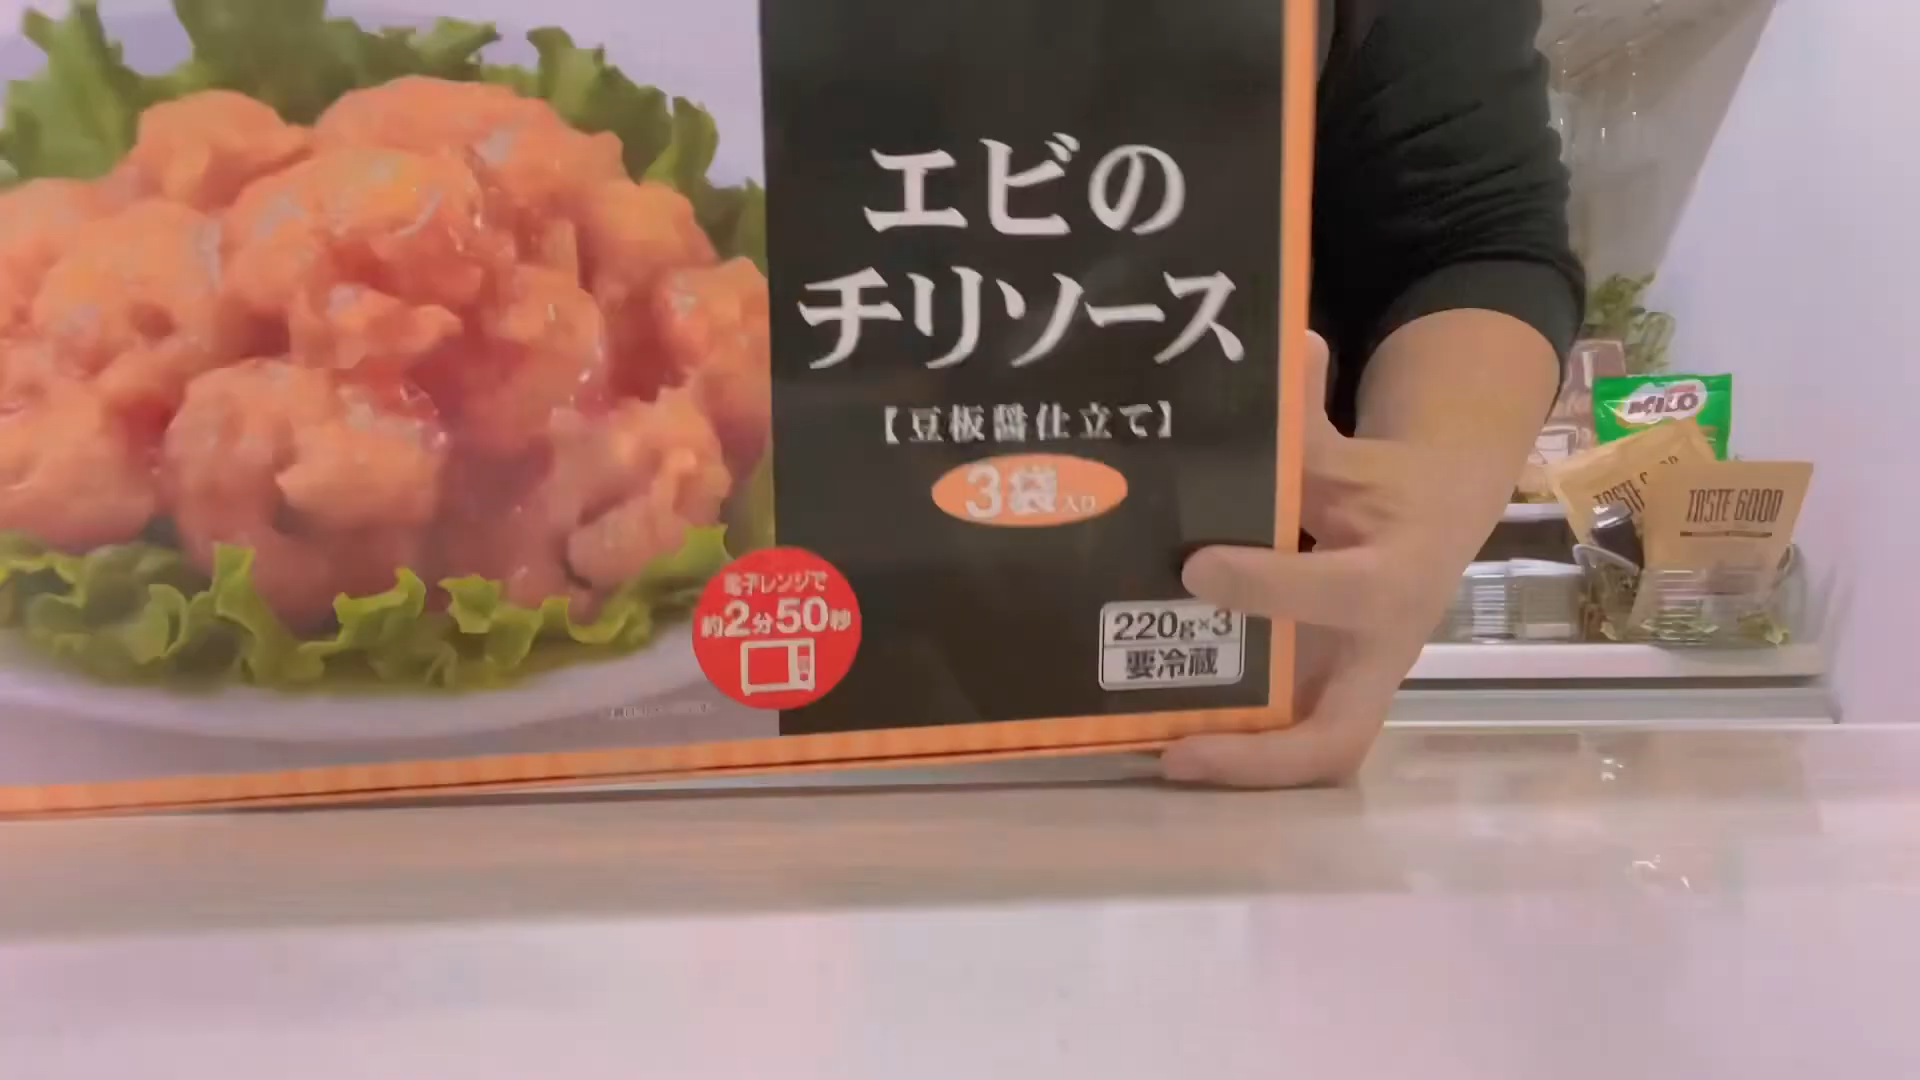 エビの
チリソース
【豆板醤仕立て】
3袋入り
電子レンジで
約2分50秒
220g×3
要冷蔵
MILO
TASTE GOOD